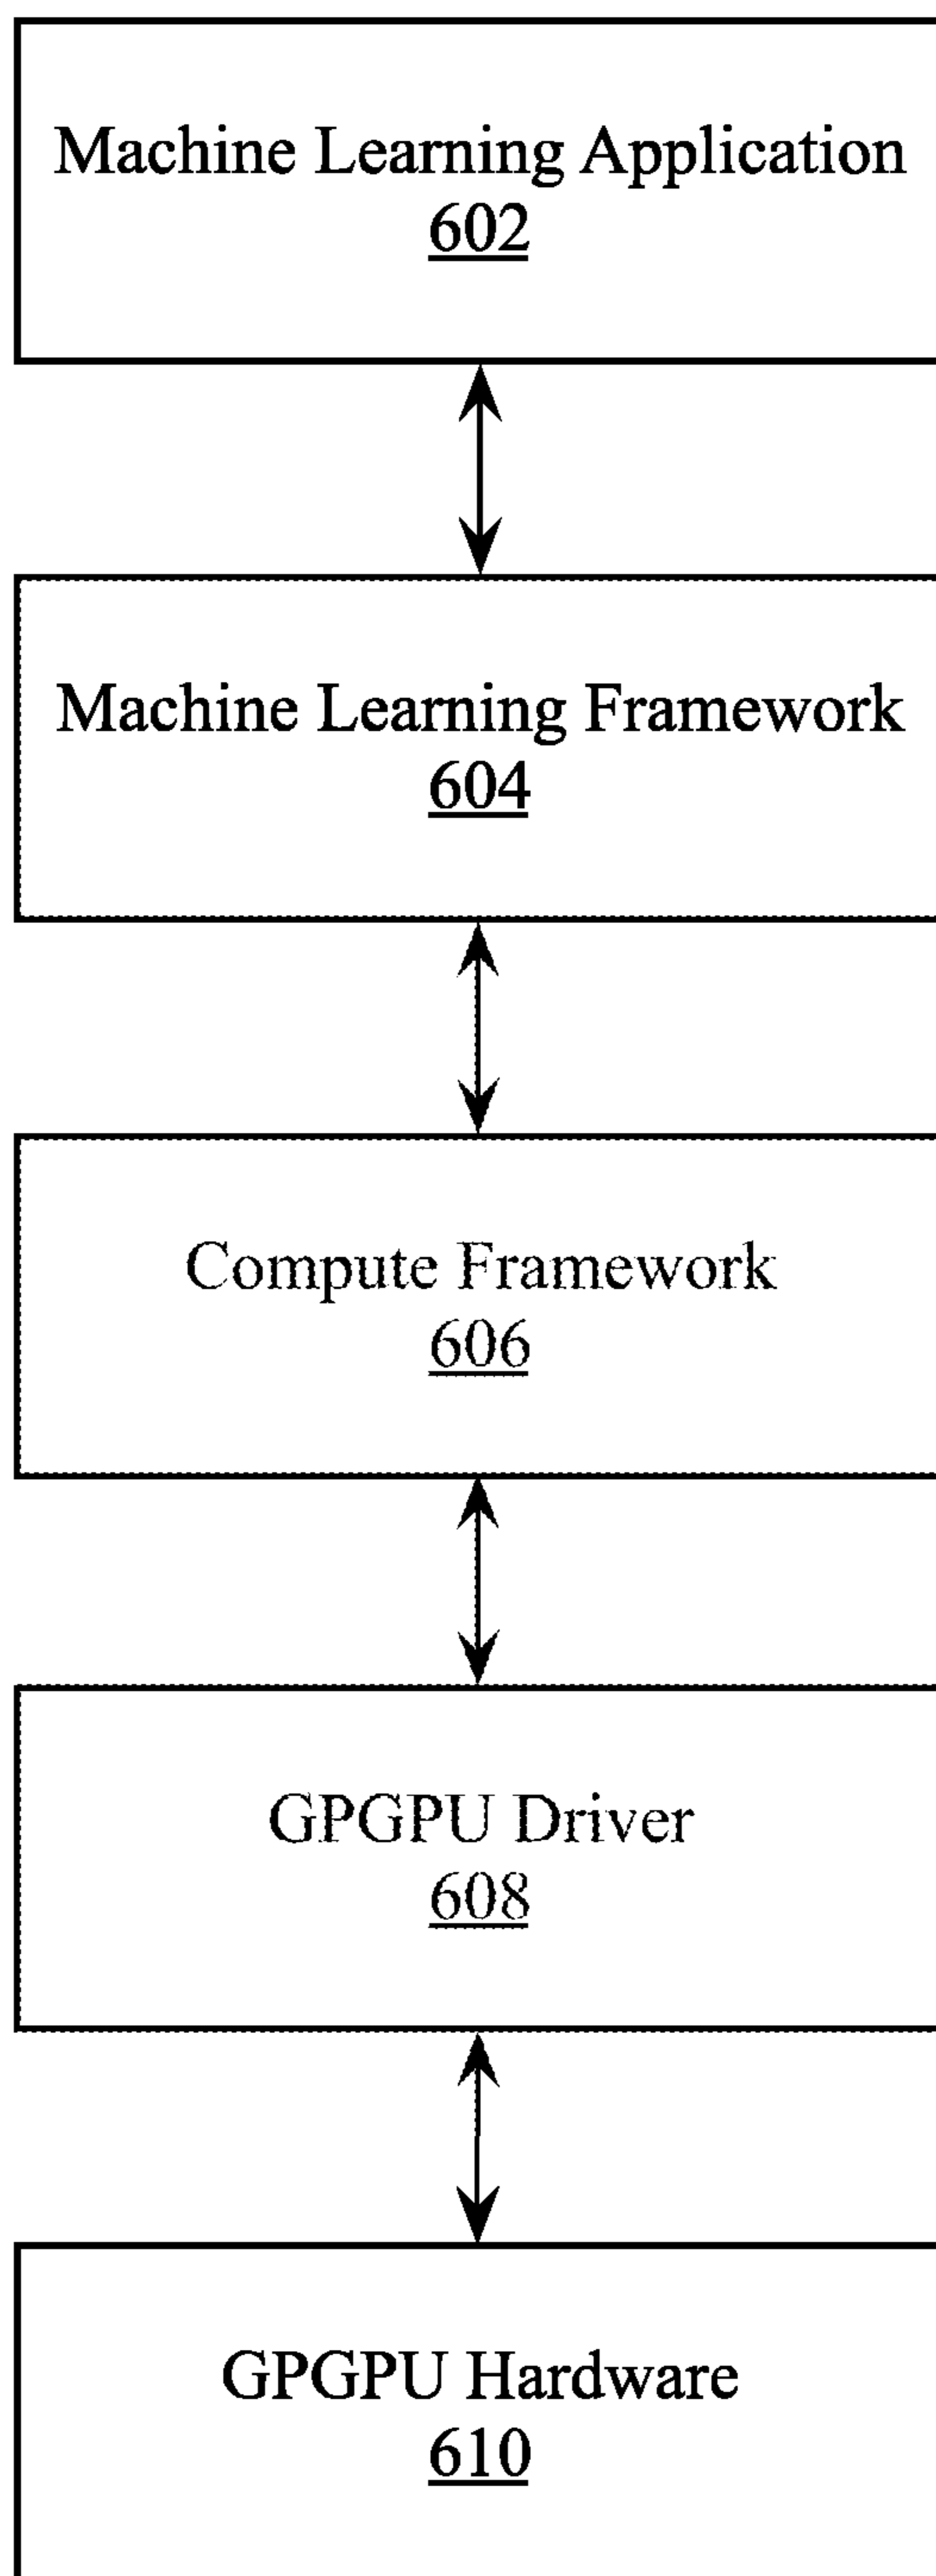 Machine Learning Application
602
Machine Learning Framework
604
Compute Framework
606
GPGPU Driver
608
GPGPU Hardware
610